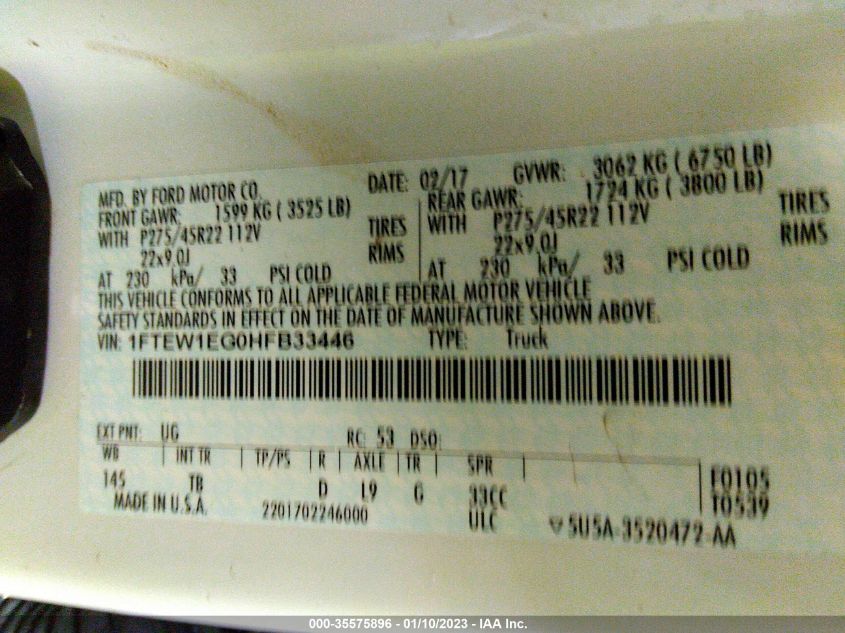 MFD. BY FORD MOTOR CO. DATE: 02/17 GVWR: 3062 KG ( 6750 LB)
FRONT GAWR: 1599 KG ( 3525 LB) REAR GAWR: 1724 KG ( 3800 LB)
WITH P275/45R22 112V TIRES WITH P275/45R22 112V TIRES
22x9.0J RIMS 22x9.0J RIMS
AT 230 kPa/ 33 PSI COLD AT 230 kPa/ 33 PSI COLD
THIS VEHICLE CONFORMS TO ALL APPLICABLE FEDERAL MOTOR VEHICLE
SAFETY STANDARDS IN EFFECT ON THE DATE OF MANUFACTURE SHOWN ABOVE.
VIN: 1FTEW1EG0HFB33446 TYPE: Truck
EXT PNT: UG RC: 53 DSO:
WB INT TR TP/PS R AXLE TR SPR
145 TB D L9 G 33CC F0105
MADE IN U.S.A. 2201702246000 ULC T0539
5U5A-3520472-AA
000-35575896 - 01/10/2023 - IAA Inc.